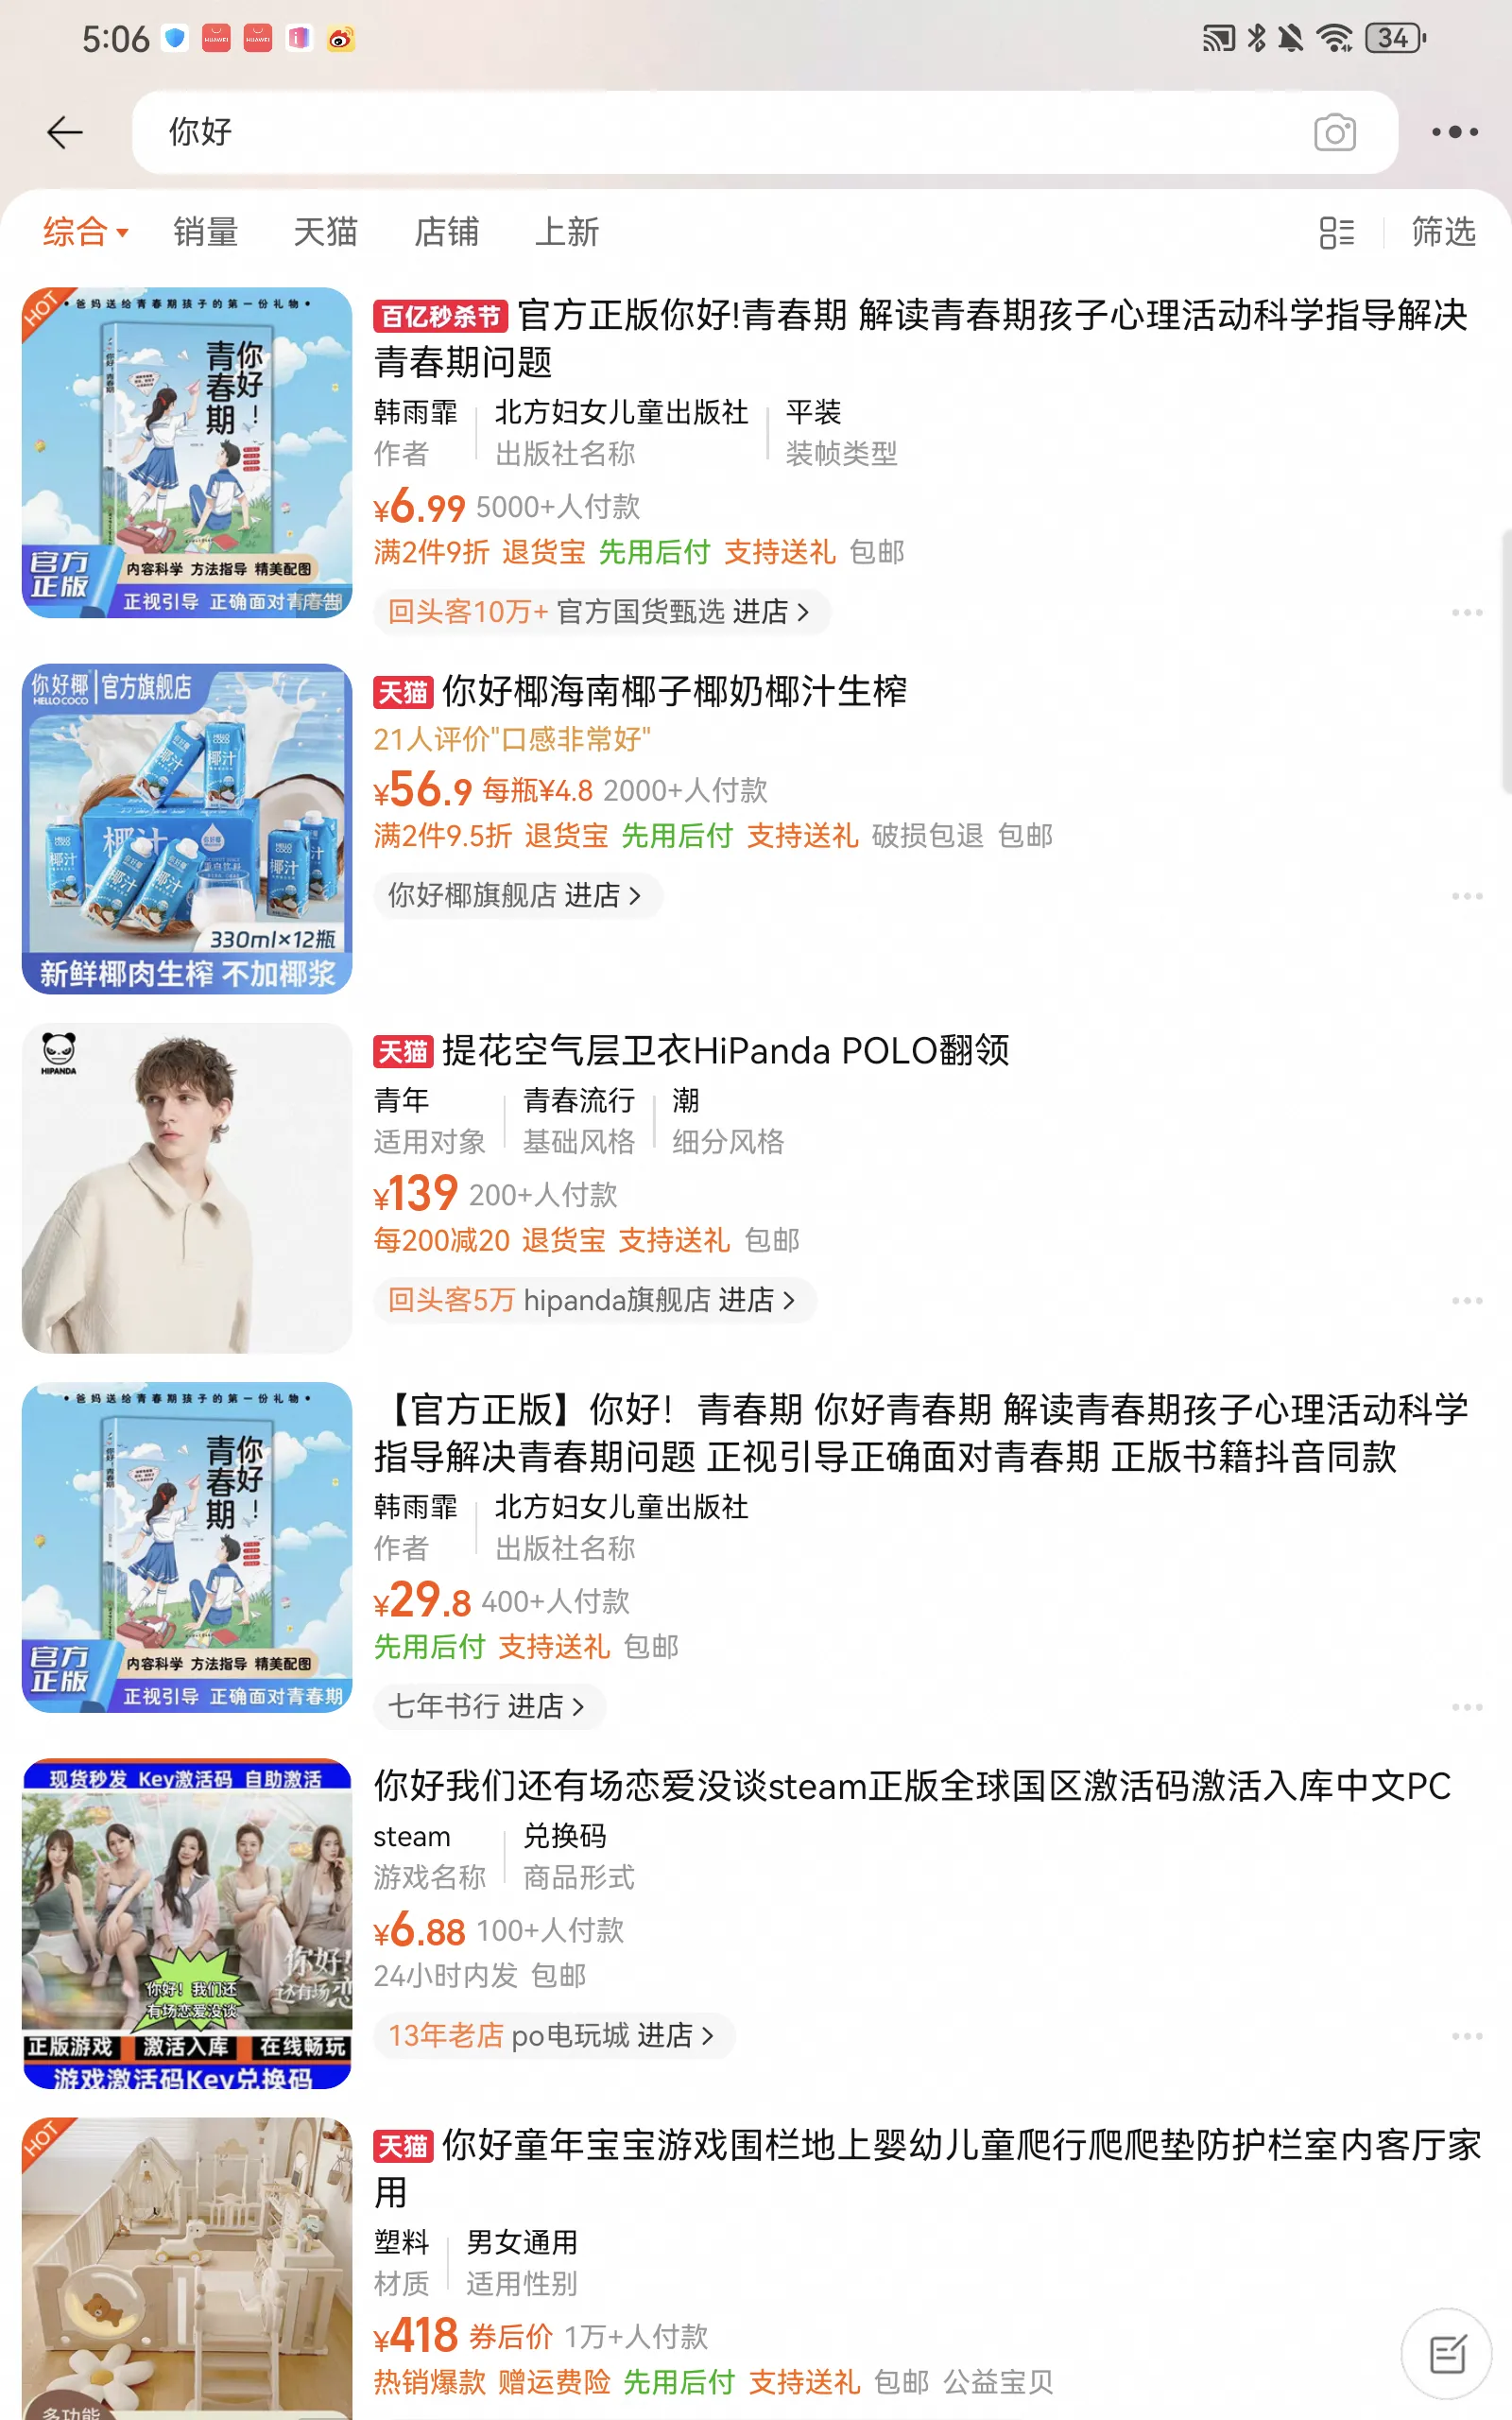 5:06
34
你好
综合 销量 天猫 店铺 上新 筛选
HOT
•爸妈送给青春期孩子的第一份礼物•
你好！
青春期
官方
正版
内容科学 方法指导 精美配图
正视引导 正确面对青春期
百亿秒杀节 官方正版你好!青春期 解读青春期孩子心理活动科学指导解决
青春期问题
韩雨霏 北方妇女儿童出版社 平装
作者 出版社名称 装帧类型
¥6.99 5000+人付款
满2件9折 退货宝 先用后付 支持送礼 包邮
回头客10万+ 官方国货甄选 进店
你好椰 官方旗舰店
HELLO COCO
椰汁
330ml×12瓶
新鲜椰肉生榨 不加椰浆
天猫 你好椰海南椰子椰奶椰汁生榨
21人评价"口感非常好"
¥56.9 每瓶¥4.8 2000+人付款
满2件9.5折 退货宝 先用后付 支持送礼 破损包退 包邮
你好椰旗舰店 进店
HIPANDA
天猫 提花空气层卫衣HiPanda POLO翻领
青年 青春流行 潮
适用对象 基础风格 细分风格
¥139 200+人付款
每200减20 退货宝 支持送礼 包邮
回头客5万 hipanda旗舰店 进店
•爸妈送给青春期孩子的第一份礼物•
你好！
青春期
官方
正版
内容科学 方法指导 精美配图
正视引导 正确面对青春期
【官方正版】你好！青春期 你好青春期 解读青春期孩子心理活动科学
指导解决青春期问题 正视引导正确面对青春期 正版书籍抖音同款
韩雨霏 北方妇女儿童出版社
作者 出版社名称
¥29.8 400+人付款
先用后付 支持送礼 包邮
七年书行 进店
现货秒发 Key激活码 自助激活
你好！
还有场恋
你好！我们还
有场恋爱没谈
正版游戏 激活入库 在线畅玩
游戏激活码Key兑换码
你好我们还有场恋爱没谈steam正版全球国区激活码激活入库中文PC
steam 兑换码
游戏名称 商品形式
¥6.88 100+人付款
24小时内发 包邮
13年老店 po电玩城 进店
HOT
多功能
天猫 你好童年宝宝游戏围栏地上婴幼儿童爬行爬爬垫防护栏室内客厅家
用
塑料 男女通用
材质 适用性别
¥418 券后价 1万+人付款
热销爆款 赠运费险 先用后付 支持送礼 包邮 公益宝贝